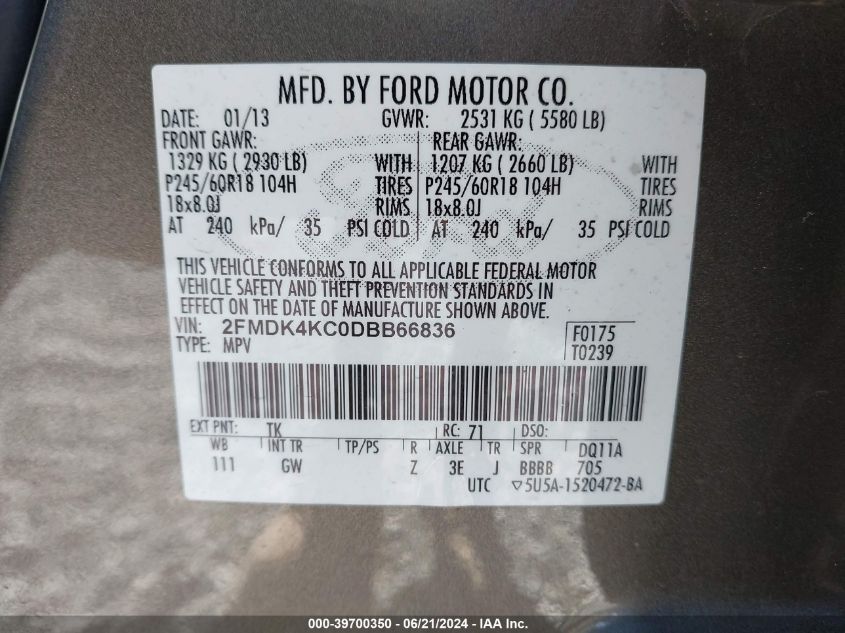 MFD. BY FORD MOTOR CO.
DATE: 01/13 GVWR: 2531 KG ( 5580 LB)
FRONT GAWR: REAR GAWR:
1329 KG ( 2930 LB) WITH 1207 KG ( 2660 LB) WITH
P245/60R18 104H TIRES P245/60R18 104H TIRES
18x8.0J RIMS 18x8.0J RIMS
AT 240 kPa/ 35 PSI COLD AT 240 kPa/ 35 PSI COLD
THIS VEHICLE CONFORMS TO ALL APPLICABLE FEDERAL MOTOR
VEHICLE SAFETY AND THEFT PREVENTION STANDARDS IN
EFFECT ON THE DATE OF MANUFACTURE SHOWN ABOVE.
VIN: 2FMDK4KC0DBB66836 F0175
TYPE: MPV T0239
EXT PNT: TK RC: 71 DSO:
WB INT TR TP/PS R AXLE TR SPR DQ11A
111 GW Z 3E J BBBB 705
UTC ▽5U5A-1520472-BA
000-39700350 - 06/21/2024 - IAA Inc.